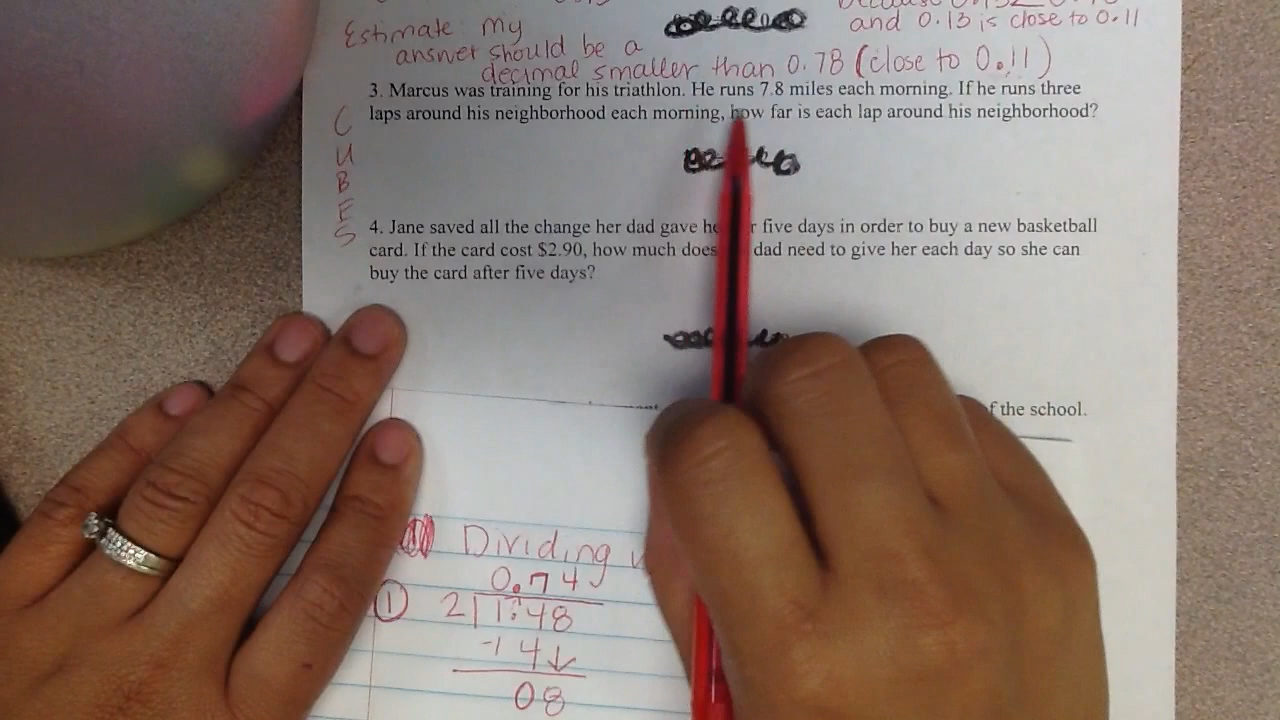 Estimate my
and 0.13 is close to 0.11
answer should be a
decimal smaller than 0.78 (close to 0.11)
3. Marcus was training for his triathlon. He runs 7.8 miles each morning. If he runs three
laps around his neighborhood each morning, how far is each lap around his neighborhood?
C
U
B
E
S
4. Jane saved all the change her dad gave five days in order to buy a new basketball
card. If the card cost $2.90, how much does dad need to give her each day so she can
buy the card after five days?
the school.
Dividing
0.74
1 2 1.48
-14
08